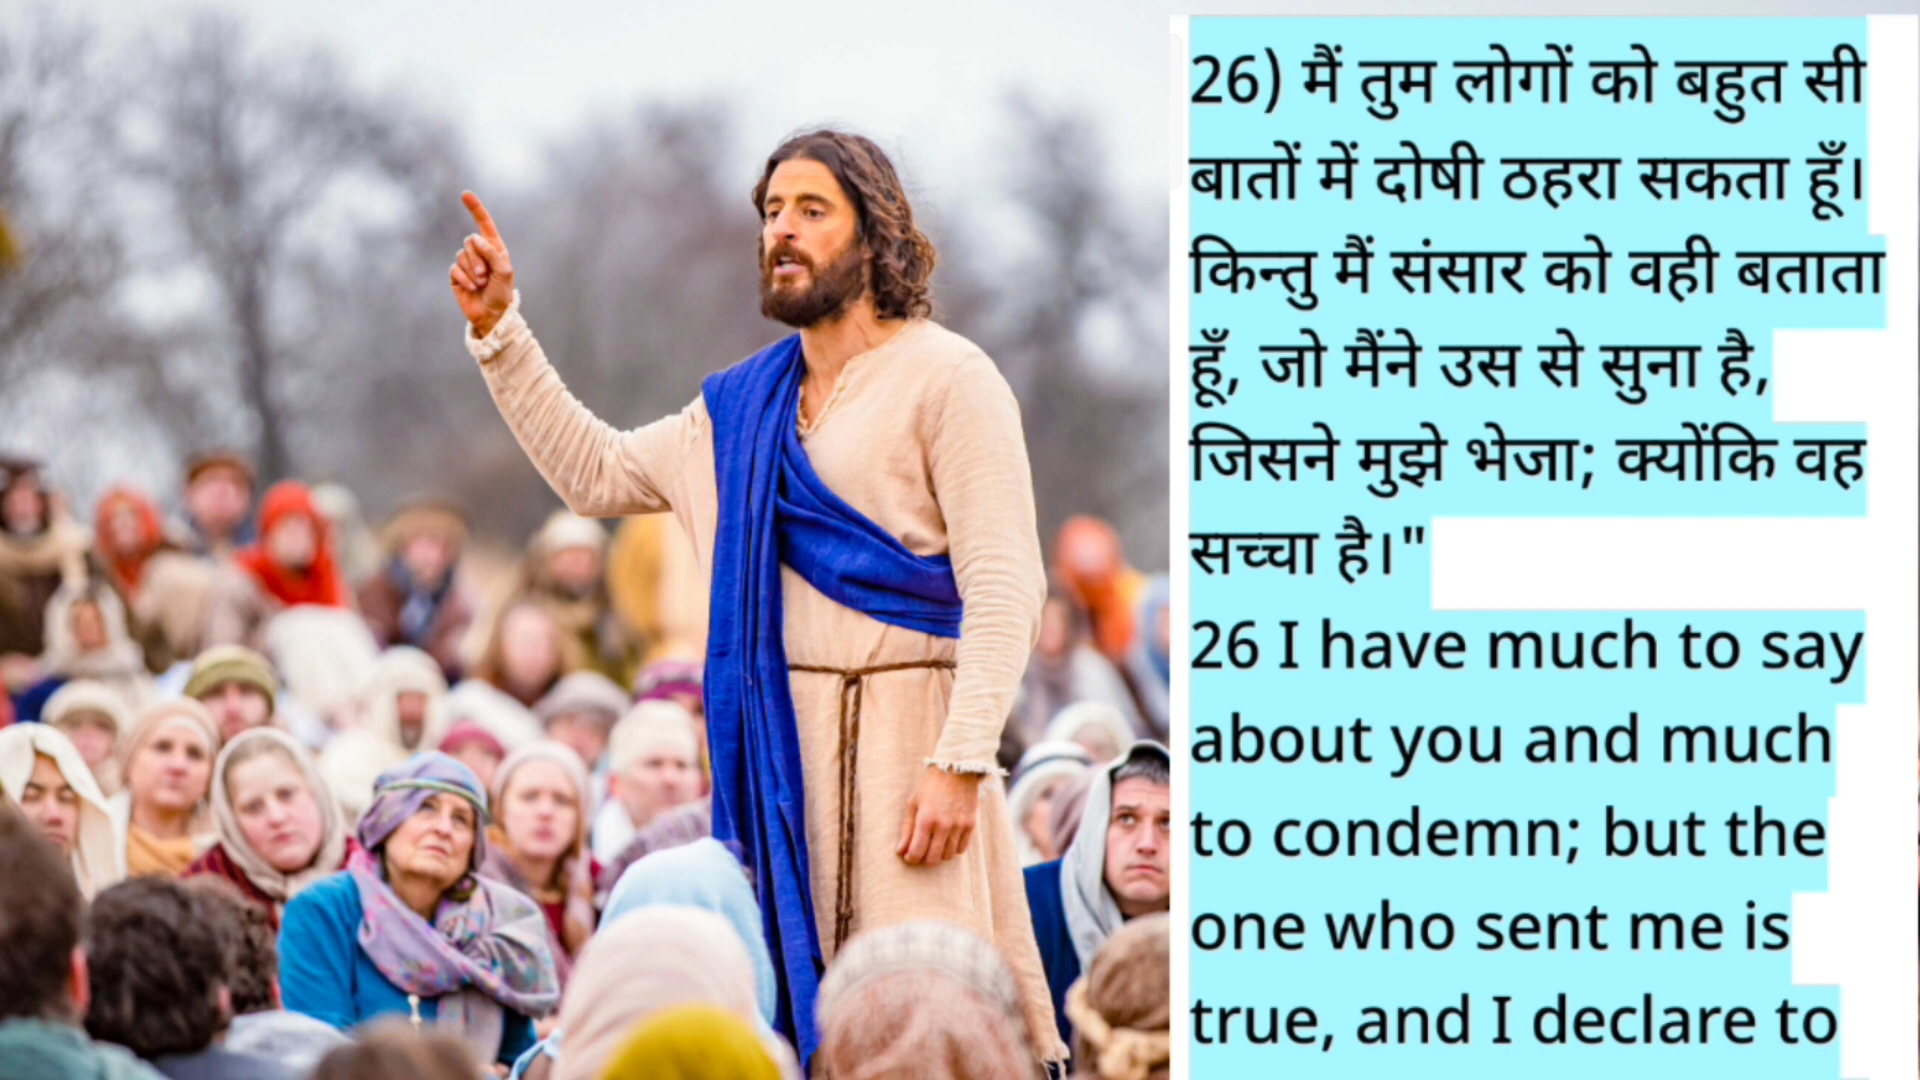 26) मैं तुम लोगों को बहुत सी
बातों में दोषी ठहरा सकता हूँ।
किन्तु मैं संसार को वही बताता
हूँ, जो मैंने उस से सुना है,
जिसने मुझे भेजा; क्योंकि वह
सच्चा है।"
26 I have much to say
about you and much
to condemn; but the
one who sent me is
true, and I declare to